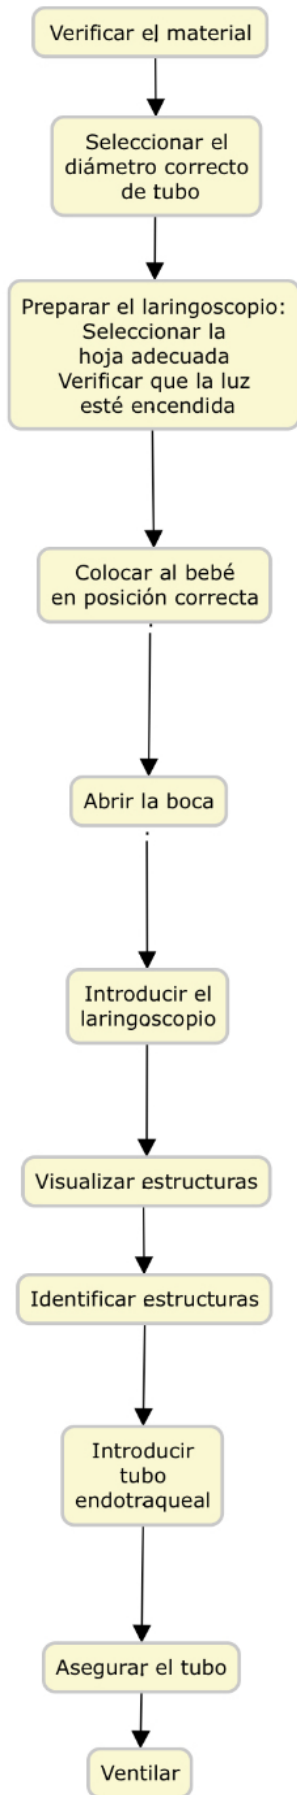 Verificar el material
Seleccionar el
diámetro correcto
de tubo
Preparar el laringoscopio:
Seleccionar la
hoja adecuada
Verificar que la luz
esté encendida
Colocar al bebé
en posición correcta
Abrir la boca
Introducir el
laringoscopio
Visualizar estructuras
Identificar estructuras
Introducir
tubo
endotraqueal
Asegurar el tubo
Ventilar